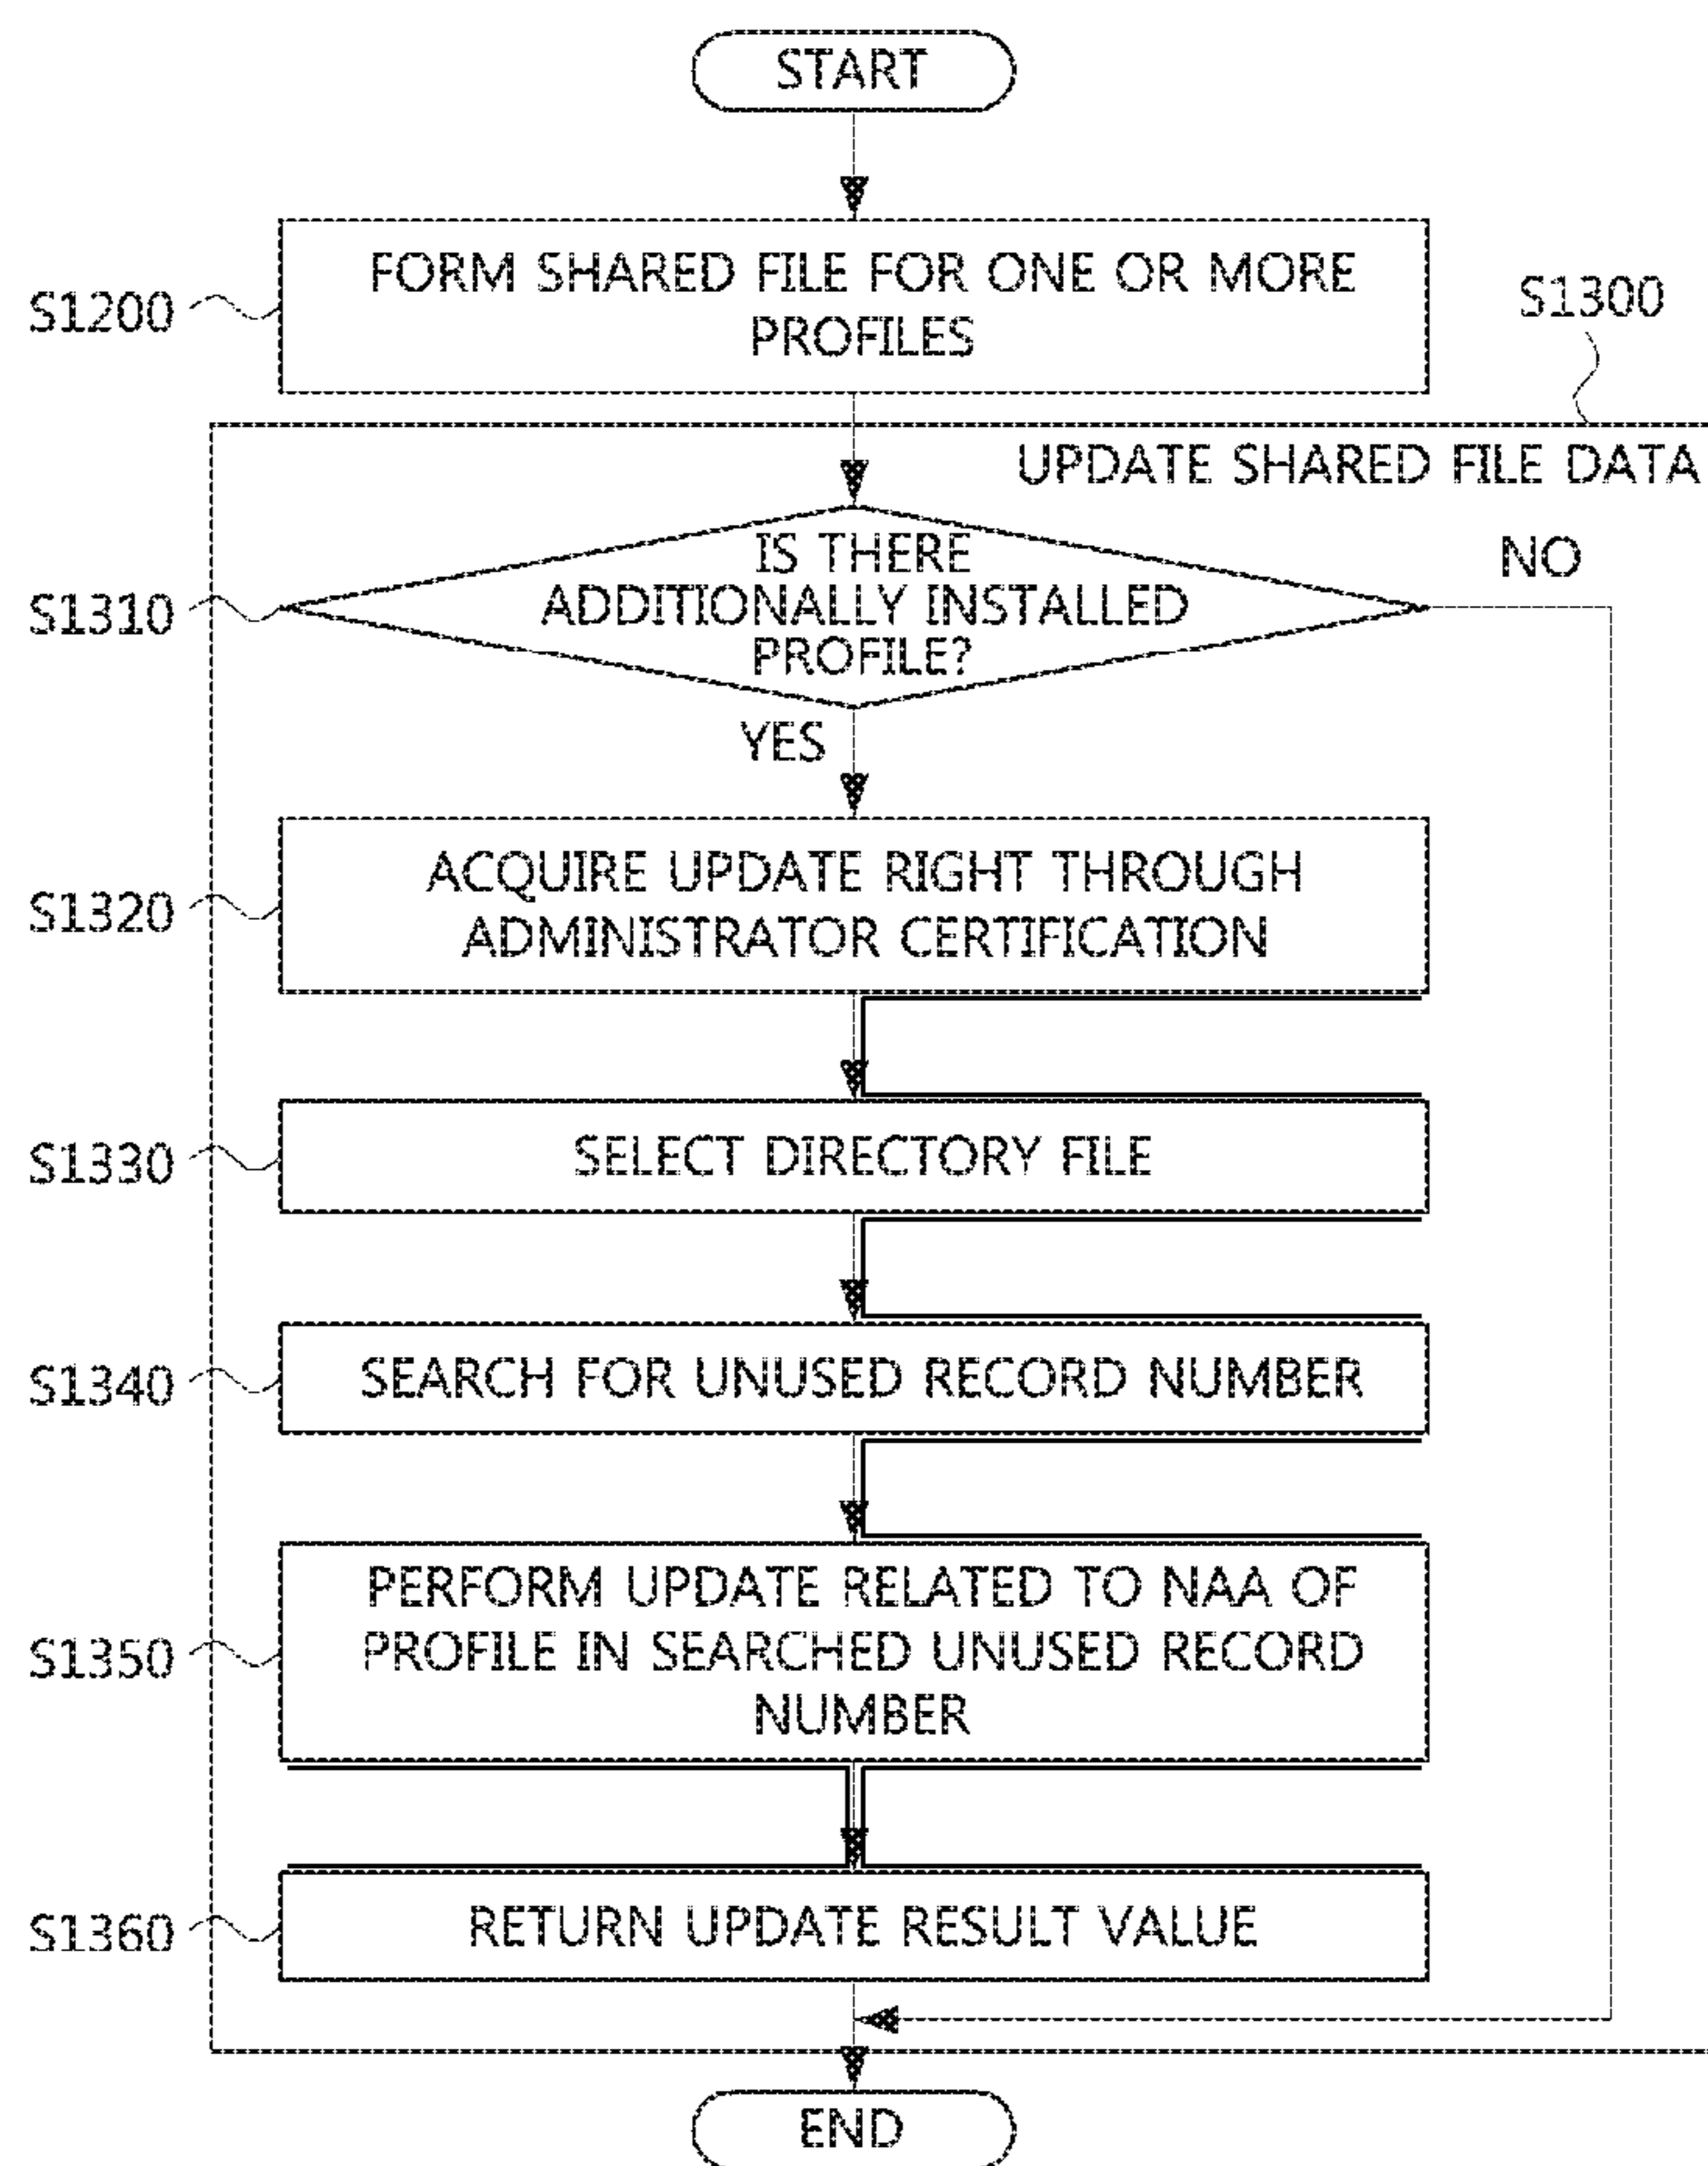 START
FORM SHARED FILE FOR ONE OR MORE
PROFILES
S1200
S1300
UPDATE SHARED FILE DATA
IS THERE
ADDITIONALLY INSTALLED
PROFILE?
S1310
NO
YES
ACQUIRE UPDATE RIGHT THROUGH
ADMINISTRATOR CERTIFICATION
S1320
SELECT DIRECTORY FILE
S1330
SEARCH FOR UNUSED RECORD NUMBER
S1340
PERFORM UPDATE RELATED TO NAA OF
PROFILE IN SEARCHED UNUSED RECORD
NUMBER
S1350
RETURN UPDATE RESULT VALUE
S1360
END